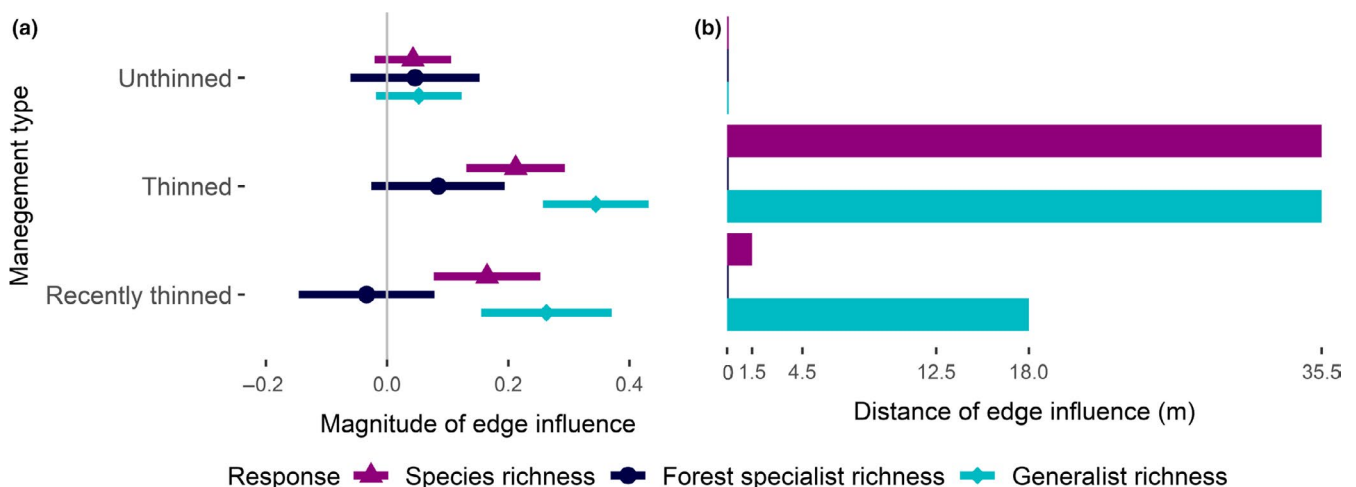 (a)
Manegement type
Unthinned
Thinned
Recently thinned
−0.2 0.0 0.2 0.4
Magnitude of edge influence
(b)
0 1.5 4.5 12.5 18.0 35.5
Distance of edge influence (m)
Response Species richness Forest specialist richness Generalist richness